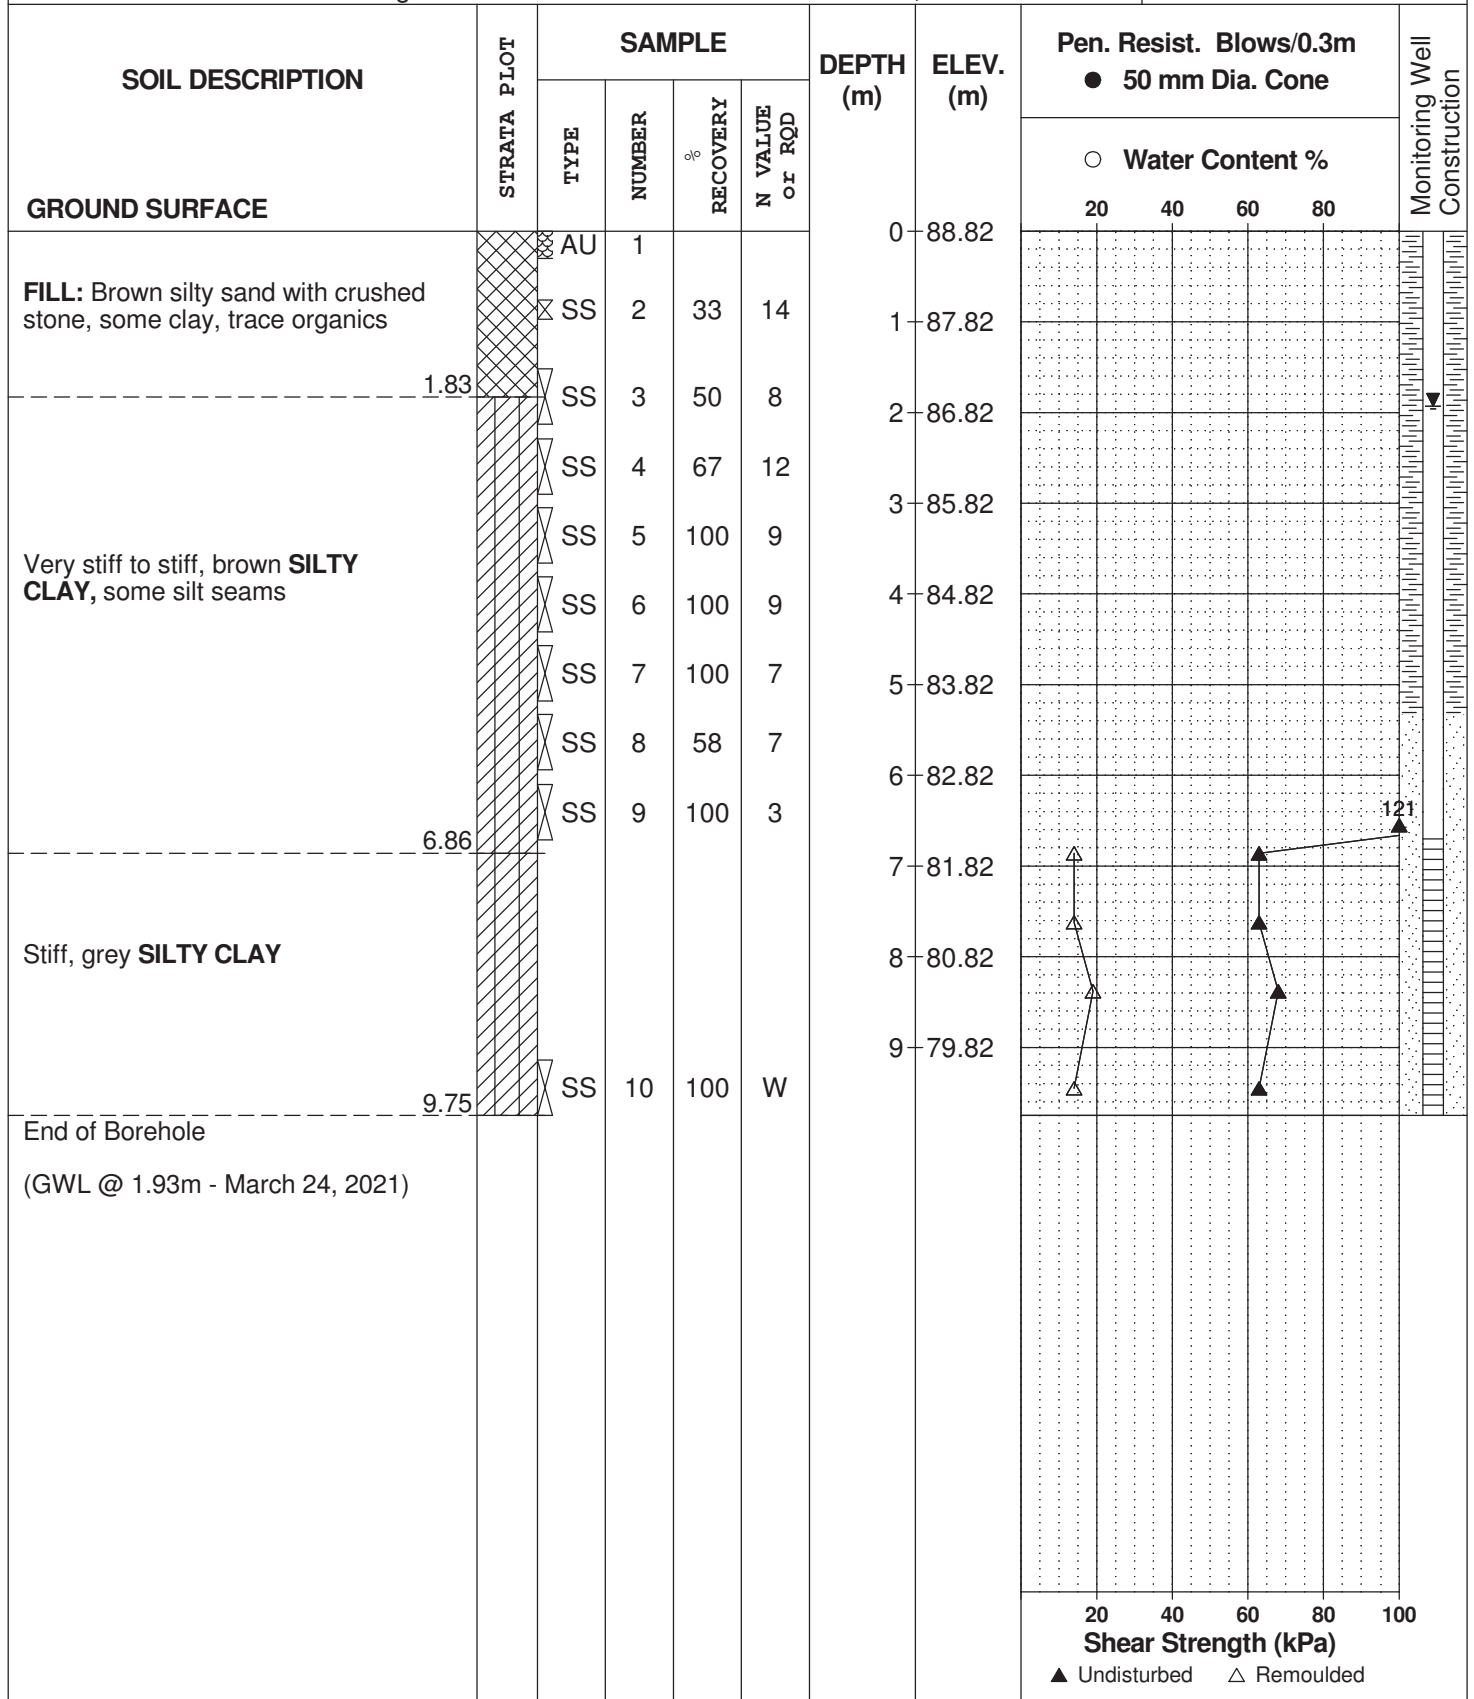 SOIL DESCRIPTION
GROUND SURFACE
STRATA PLOT
SAMPLE
TYPE
NUMBER
% RECOVERY
N VALUE or RQD
DEPTH (m)
ELEV. (m)
Pen. Resist. Blows/0.3m
● 50 mm Dia. Cone
○ Water Content %
20 40 60 80
Monitoring Well Construction
0 88.82
AU 1
FILL: Brown silty sand with crushed
stone, some clay, trace organics
SS 2 33 14
1 87.82
1.83
SS 3 50 8
2 86.82
SS 4 67 12
3 85.82
SS 5 100 9
Very stiff to stiff, brown SILTY
CLAY, some silt seams
SS 6 100 9
4 84.82
SS 7 100 7
5 83.82
SS 8 58 7
6 82.82
SS 9 100 3
121
6.86
7 81.82
Stiff, grey SILTY CLAY
8 80.82
9 79.82
SS 10 100 W
9.75
End of Borehole
(GWL @ 1.93m - March 24, 2021)
20 40 60 80 100
Shear Strength (kPa)
▲ Undisturbed △ Remoulded